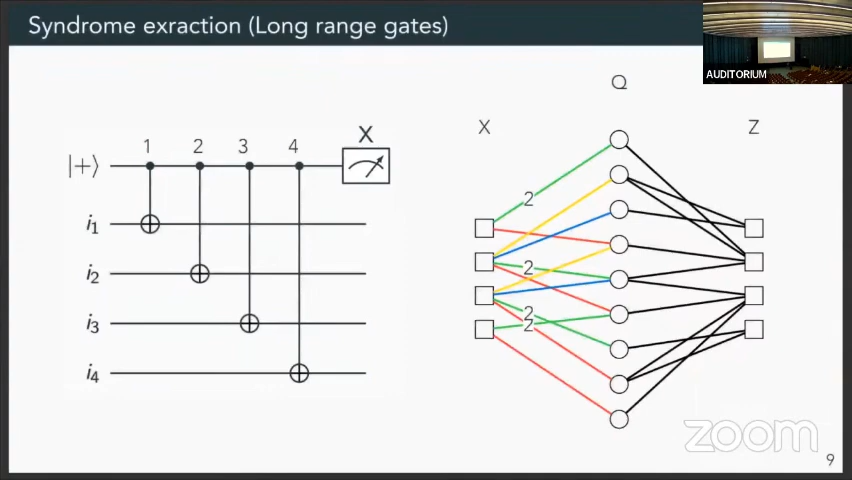 Syndrome exraction (Long range gates)
AUDITORIUM
1 2 3 4 X
|+⟩
i₁
i₂
i₃
i₄
Q
X Z
2
2
2
2
zoom
9